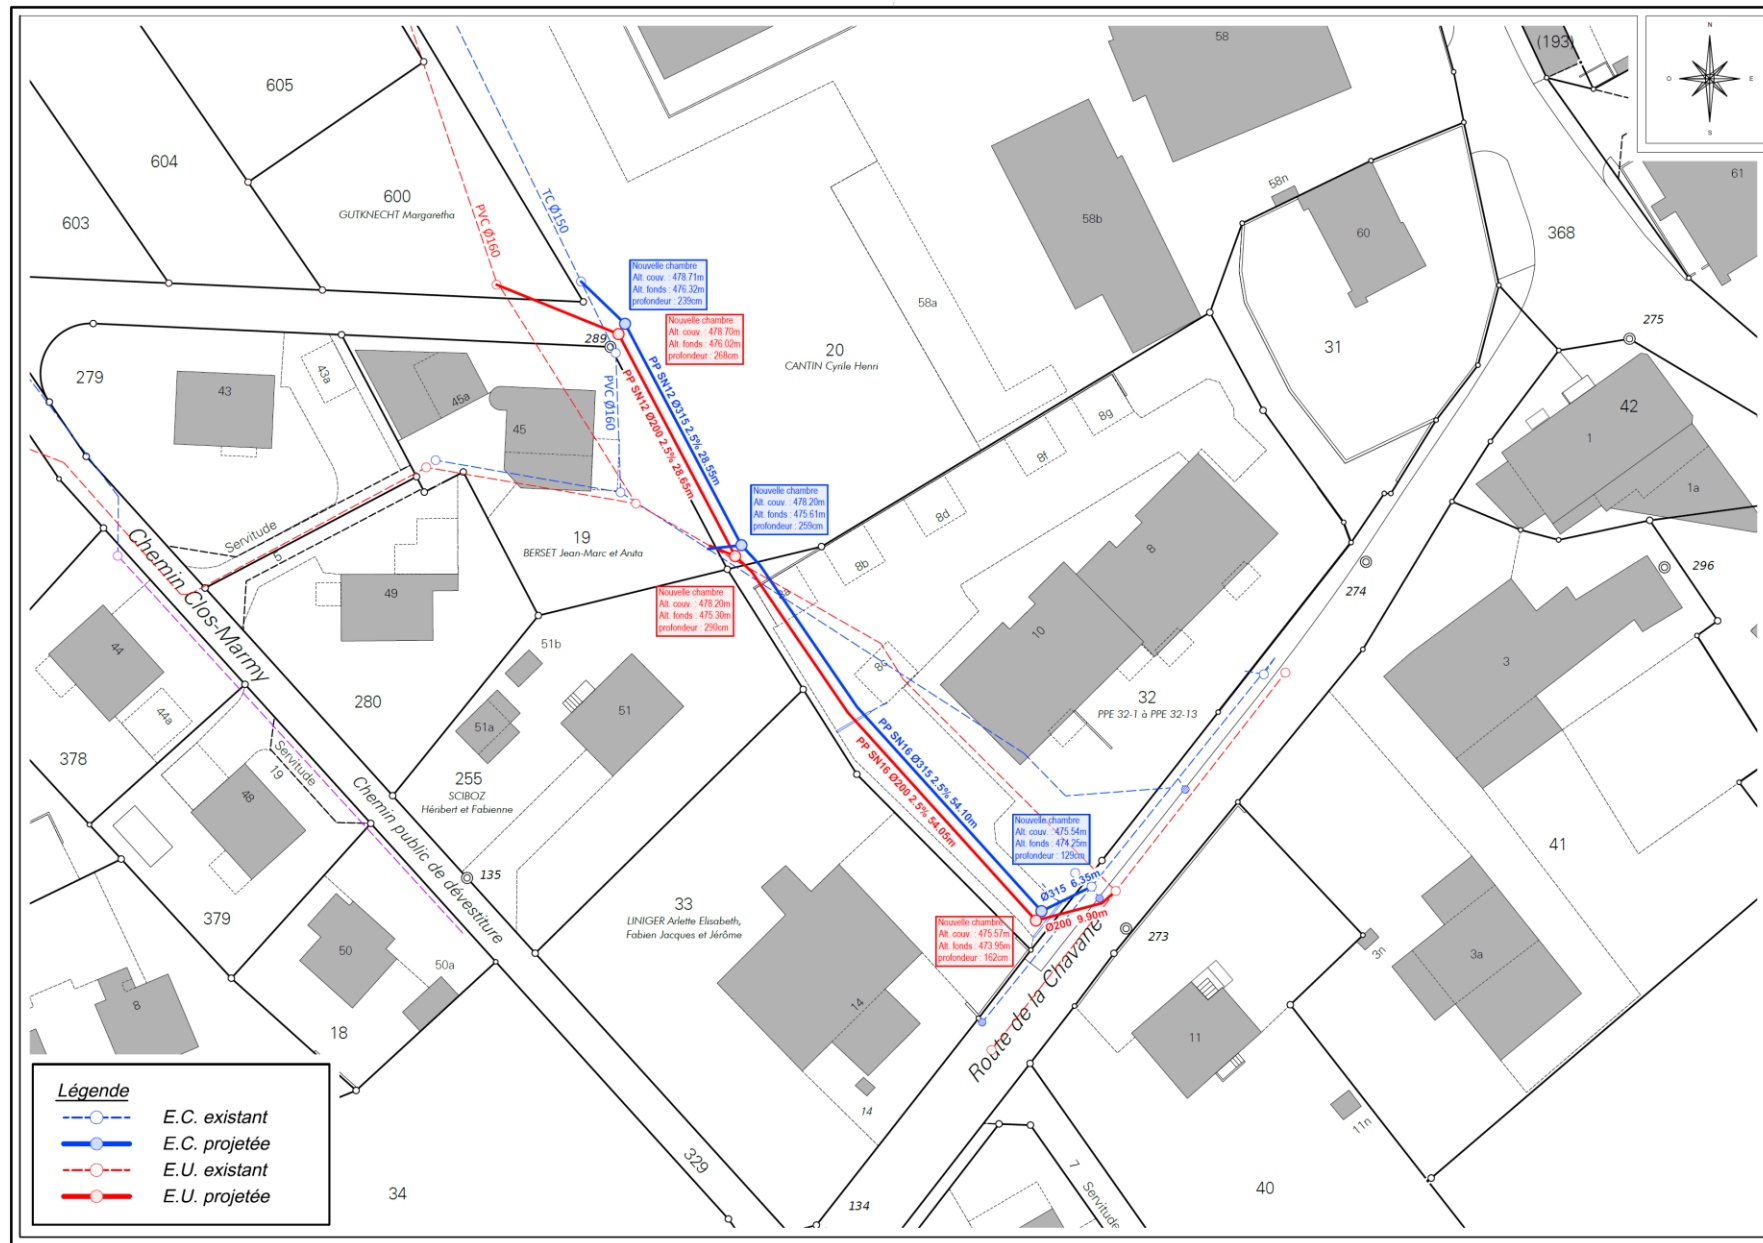 N
O
E
S
(193)
58
61
605
604
603
600
GUTKNECHT Margaretha
PVC Ø160
TC Ø150
58n
58b
60
368
58a
Nouvelle chambre
Alt. couv. : 478.71m
Alt. fonds : 476.32m
profondeur : 239cm
Nouvelle chambre
Alt. couv. : 478.70m
Alt. fonds : 476.02m
profondeur : 268cm
289
20
CANTIN Cyrile Henri
31
275
279
43
43a
45a
45
PVC Ø160
PP SN12 Ø315 2.5% 28.55m
PP SN12 Ø200 2.5% 28.65m
42
1
1a
8g
8f
8d
8b
8a
8c
8
10
Nouvelle chambre
Alt. couv. : 478.20m
Alt. fonds : 475.61m
profondeur : 259cm
Servitude
5
19
BERSET Jean-Marc et Anita
49
Nouvelle chambre
Alt. couv. : 478.20m
Alt. fonds : 475.30m
profondeur : 290cm
274
296
3
Chemin Clos-Marmy
44
44a
51b
51
51a
280
378
32
PPE 32-1 à PPE 32-13
Servitude
19
48
255
SCIBOZ
Héribert et Fabienne
Chemin public de dévestiture
PP SN16 Ø315 2.5% 54.10m
PP SN16 Ø200 2.5% 54.05m
Nouvelle chambre
Alt. couv. : 475.54m
Alt. fonds : 474.25m
profondeur : 129cm
41
135
379
33
LINIGER Arlette Elisabeth,
Fabien Jacques et Jérôme
Ø315 6.35m
Ø200 9.90m
Nouvelle chambre
Alt. couv. : 475.57m
Alt. fonds : 473.95m
profondeur : 162cm
273
3n
3a
50
50a
8
18
14
14
Route de la Chavane
11
11n
Légende
E.C. existant
E.C. projetée
E.U. existant
E.U. projetée
34
329
134
7
Servitude
40